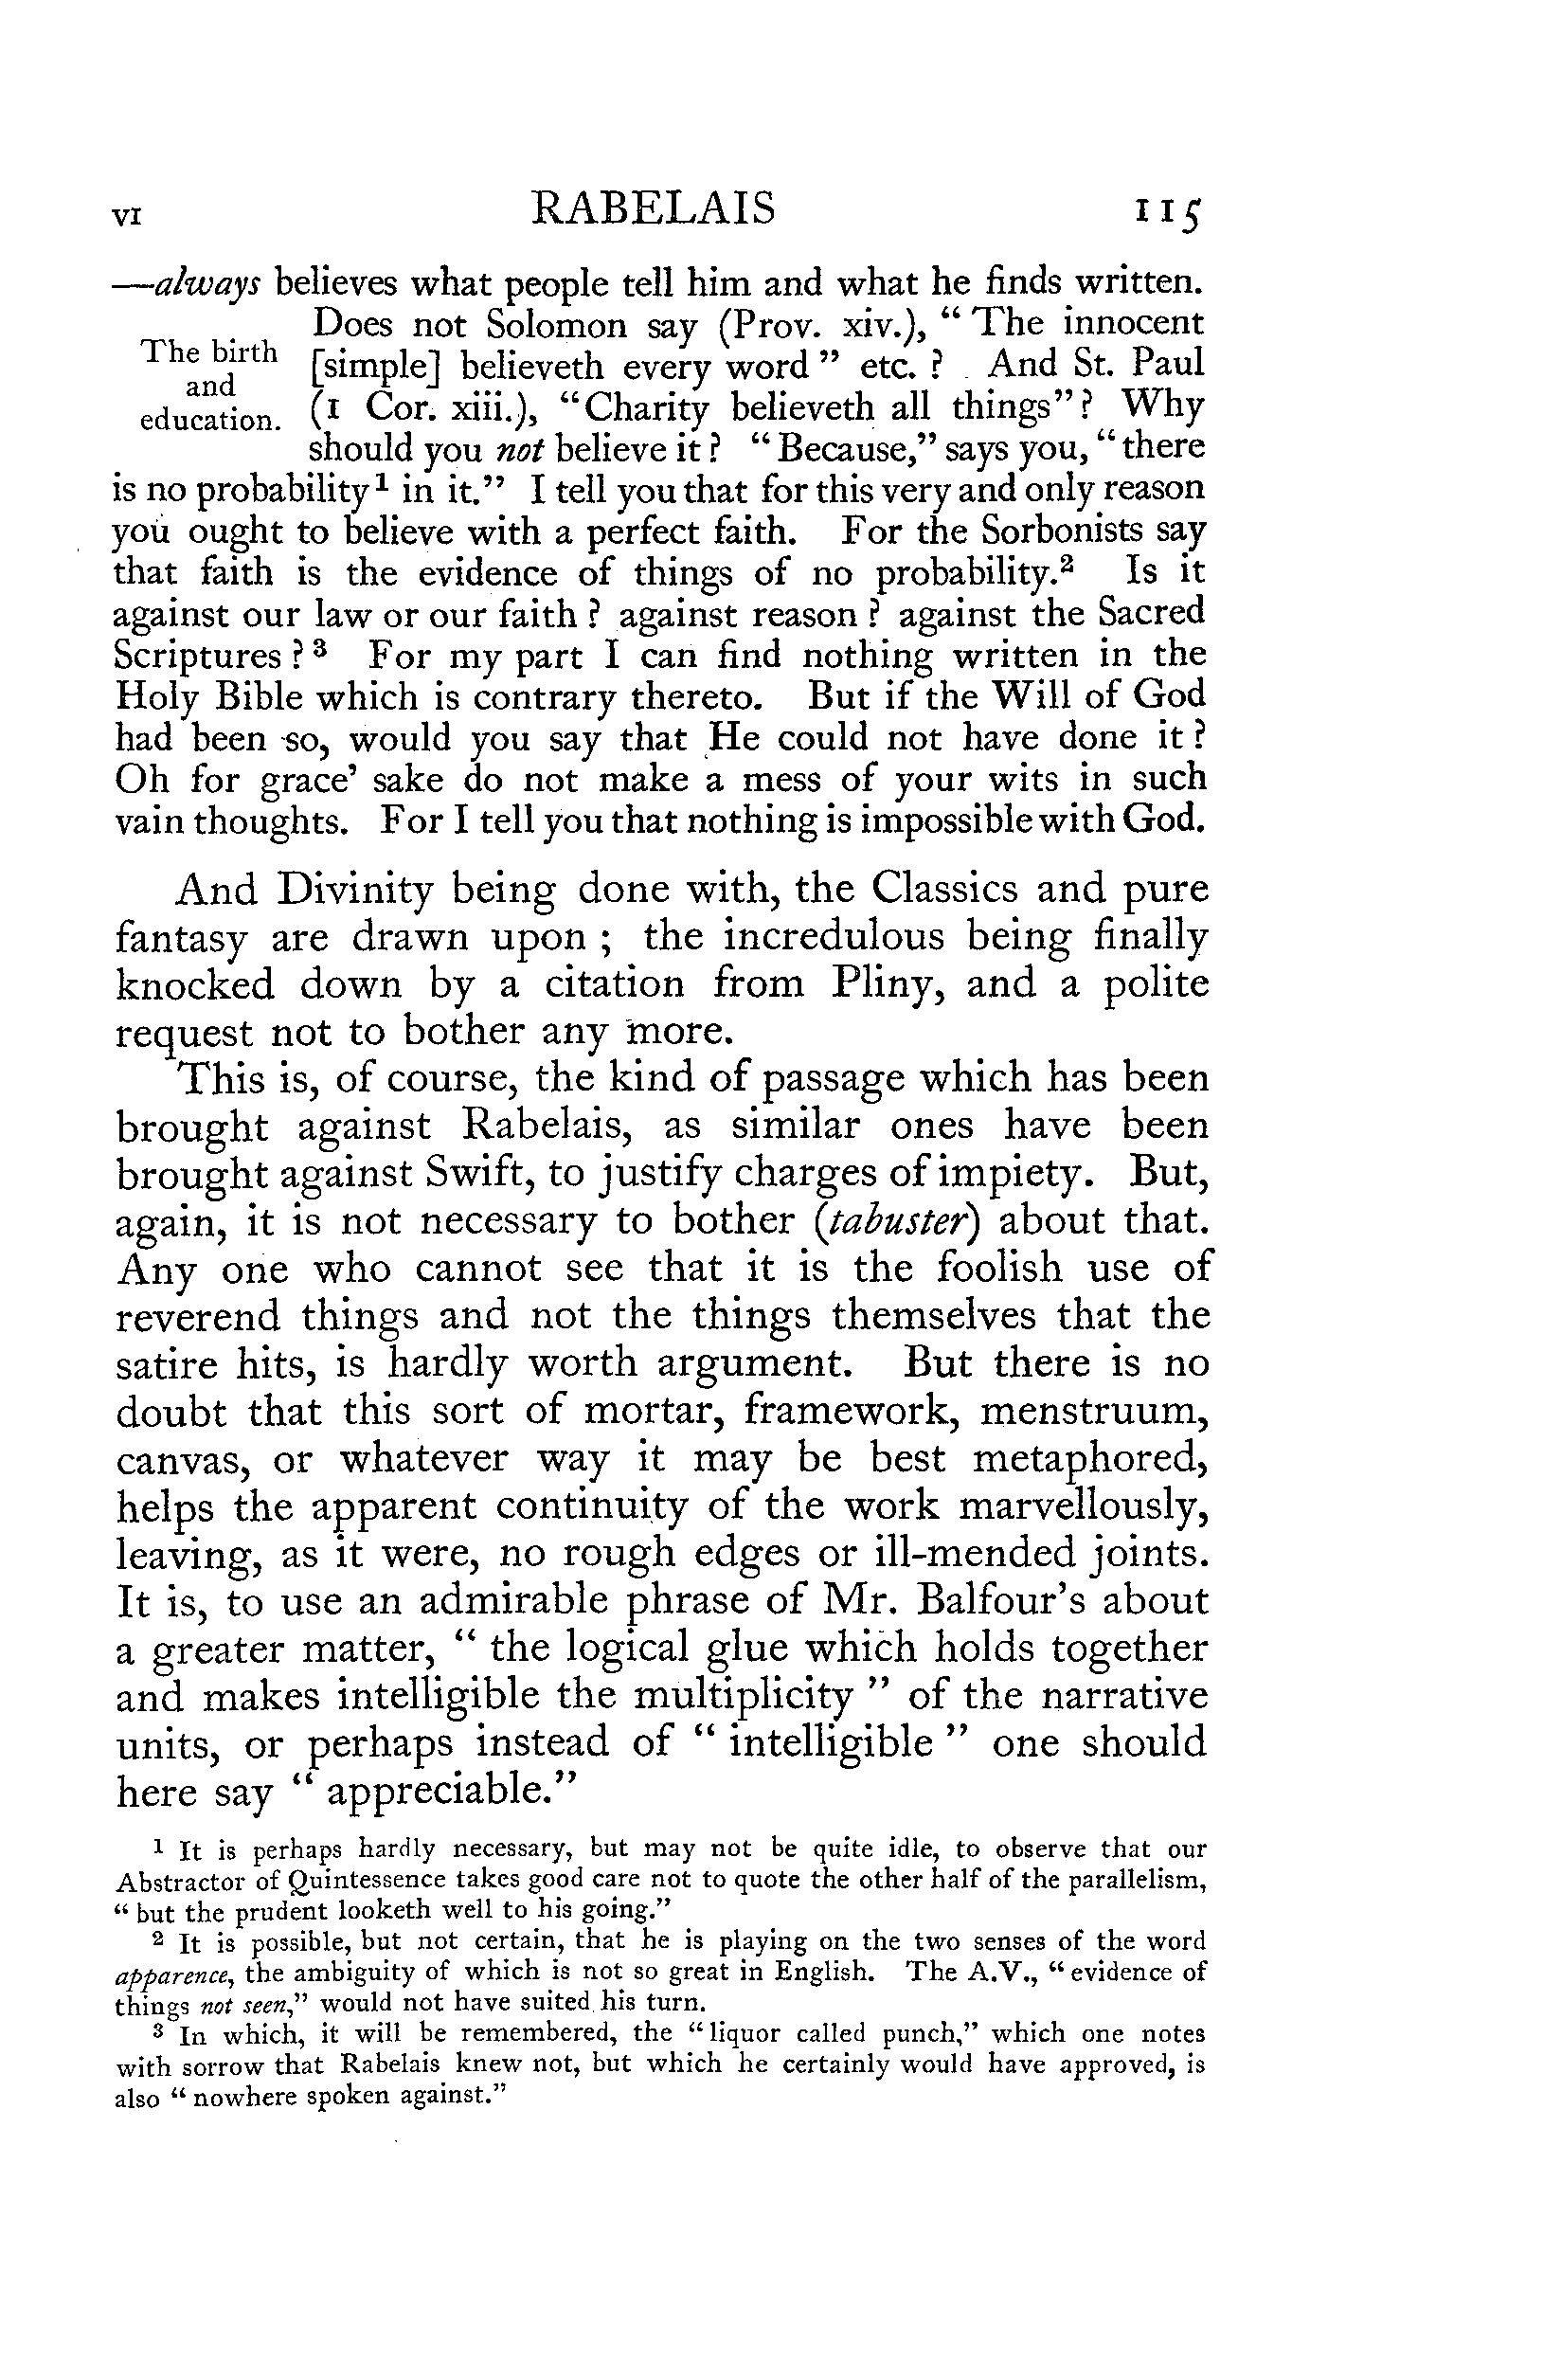 VI RABELAIS 115
—always believes what people tell him and what he finds written.
Does not Solomon say (Prov. xiv.), “ The innocent
The birth
and
education.
[simple] believeth every word ” etc. ? And St. Paul
(1 Cor. xiii.), “Charity believeth all things”? Why
should you not believe it ? “Because,” says you, “there
is no probability¹ in it.” I tell you that for this very and only reason
you ought to believe with a perfect faith. For the Sorbonists say
that faith is the evidence of things of no probability.² Is it
against our law or our faith ? against reason ? against the Sacred
Scriptures ?³ For my part I can find nothing written in the
Holy Bible which is contrary thereto. But if the Will of God
had been so, would you say that He could not have done it ?
Oh for grace’ sake do not make a mess of your wits in such
vain thoughts. For I tell you that nothing is impossible with God.
And Divinity being done with, the Classics and pure
fantasy are drawn upon ; the incredulous being finally
knocked down by a citation from Pliny, and a polite
request not to bother any more.
This is, of course, the kind of passage which has been
brought against Rabelais, as similar ones have been
brought against Swift, to justify charges of impiety. But,
again, it is not necessary to bother (tabuster) about that.
Any one who cannot see that it is the foolish use of
reverend things and not the things themselves that the
satire hits, is hardly worth argument. But there is no
doubt that this sort of mortar, framework, menstruum,
canvas, or whatever way it may be best metaphored,
helps the apparent continuity of the work marvellously,
leaving, as it were, no rough edges or ill-mended joints.
It is, to use an admirable phrase of Mr. Balfour’s about
a greater matter, “ the logical glue which holds together
and makes intelligible the multiplicity ” of the narrative
units, or perhaps instead of “ intelligible ” one should
here say “ appreciable.”
¹ It is perhaps hardly necessary, but may not be quite idle, to observe that our
Abstractor of Quintessence takes good care not to quote the other half of the parallelism,
“ but the prudent looketh well to his going.”
² It is possible, but not certain, that he is playing on the two senses of the word
apparence, the ambiguity of which is not so great in English. The A.V., “evidence of
things not seen,” would not have suited his turn.
³ In which, it will be remembered, the “liquor called punch,” which one notes
with sorrow that Rabelais knew not, but which he certainly would have approved, is
also “ nowhere spoken against.”